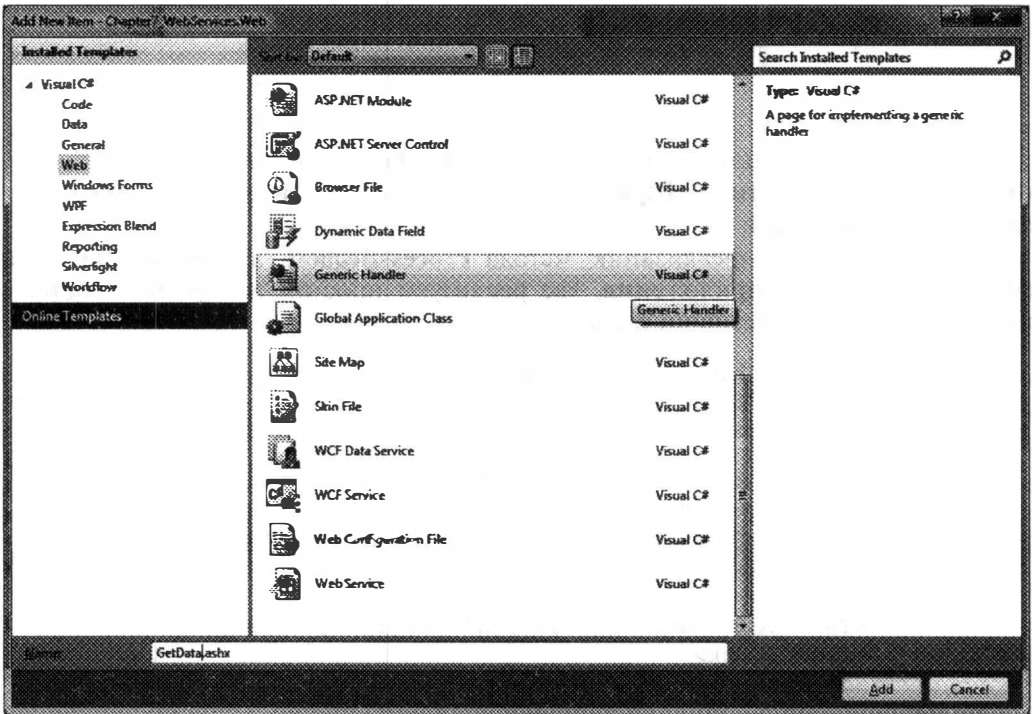 Add New Item - Chapter7_WebServices.Web
Installed Templates
Visual C#
Code
Data
General
Web
Windows Forms
WPF
Expression Blend
Reporting
Silverlight
Workflow
Online Templates
Sort by: Default
ASP.NET Module Visual C#
ASP.NET Server Control Visual C#
Browser File Visual C#
Dynamic Data Field Visual C#
Generic Handler Visual C#
Global Application Class
Generic Handler
Site Map Visual C#
Skin File Visual C#
WCF Data Service Visual C#
WCF Service Visual C#
Web Configuration File Visual C#
Web Service Visual C#
Search Installed Templates
Type: Visual C#
A page for implementing a generic
handler
Name: GetData.ashx
Add Cancel